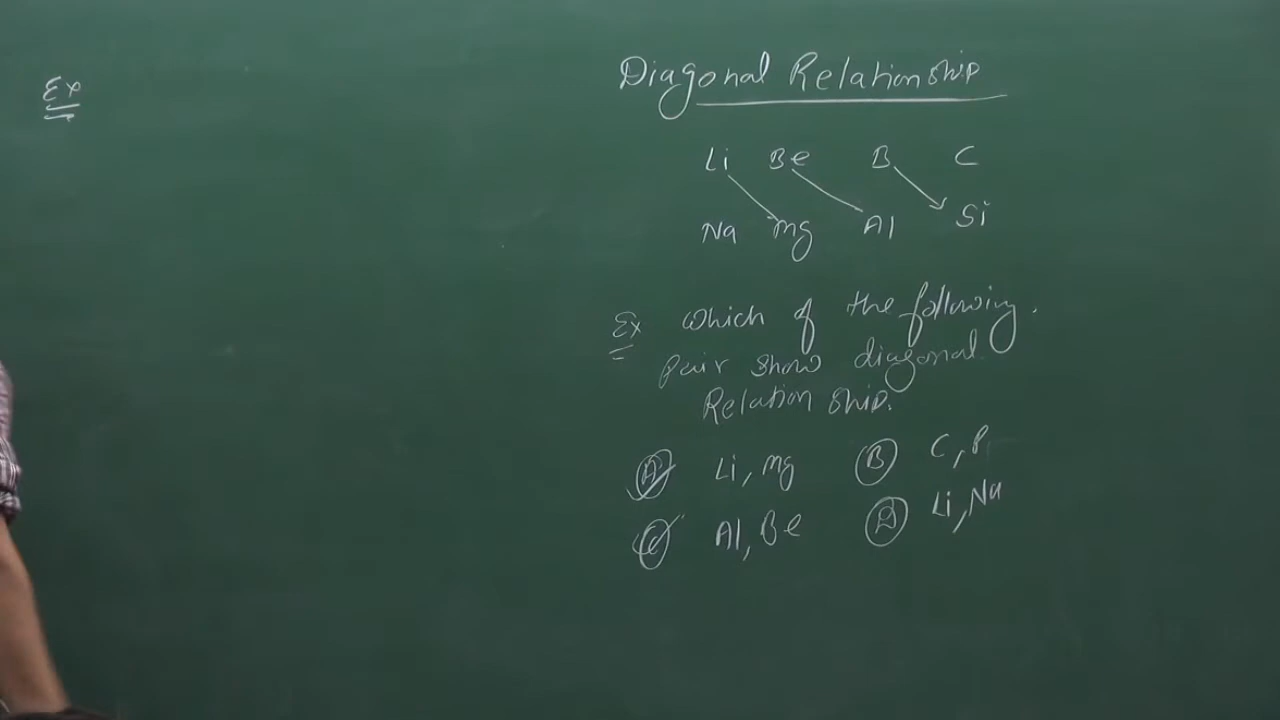 Ex
Diagonal Relationship
Li Be B C
Na Mg Al Si
Ex Which of the following.
pair show diagonal
Relation ship.
(A) Li, Mg (B) C, P
(C) Al, Be (D) Li, Na